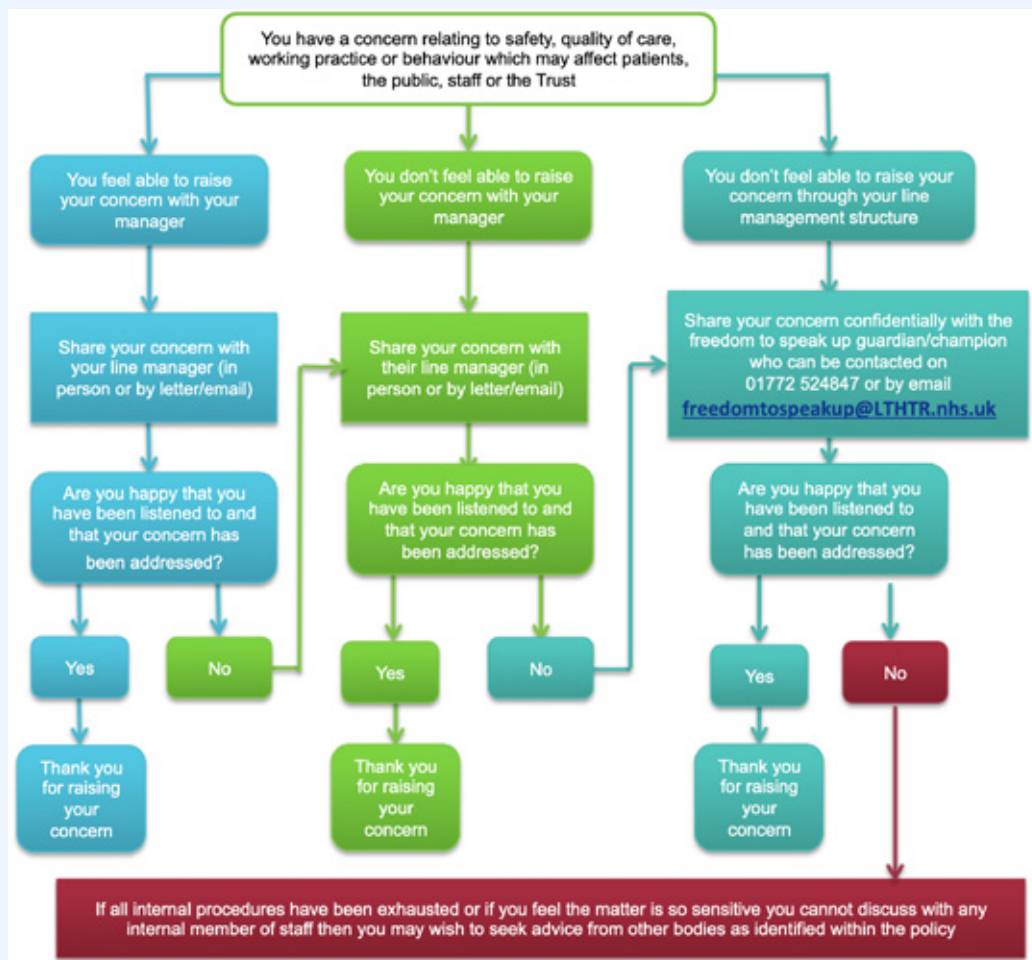 You have a concern relating to safety, quality of care,
working practice or behaviour which may affect patients,
the public, staff or the Trust
You feel able to raise
your concern with your
manager
You don't feel able to raise
your concern with your
manager
You don't feel able to raise your
concern through your line
management structure
Share your concern with
your line manager (in
person or by letter/email)
Share your concern with
their line manager (in
person or by letter/email)
Share your concern confidentially with the
freedom to speak up guardian/champion
who can be contacted on
01772 524847 or by email
freedomtospeakup@LTHTR.nhs.uk
Are you happy that you
have been listened to and
that your concern has
been addressed?
Are you happy that you
have been listened to and
that your concern has
been addressed?
Are you happy that you
have been listened to
and that your concern
has been addressed?
Yes
No
Yes
No
Yes
No
Thank you
for raising
your
concern
Thank you
for raising
your
concern
Thank you
for raising
your
concern
If all internal procedures have been exhausted or if you feel the matter is so sensitive you cannot discuss with any
internal member of staff then you may wish to seek advice from other bodies as identified within the policy